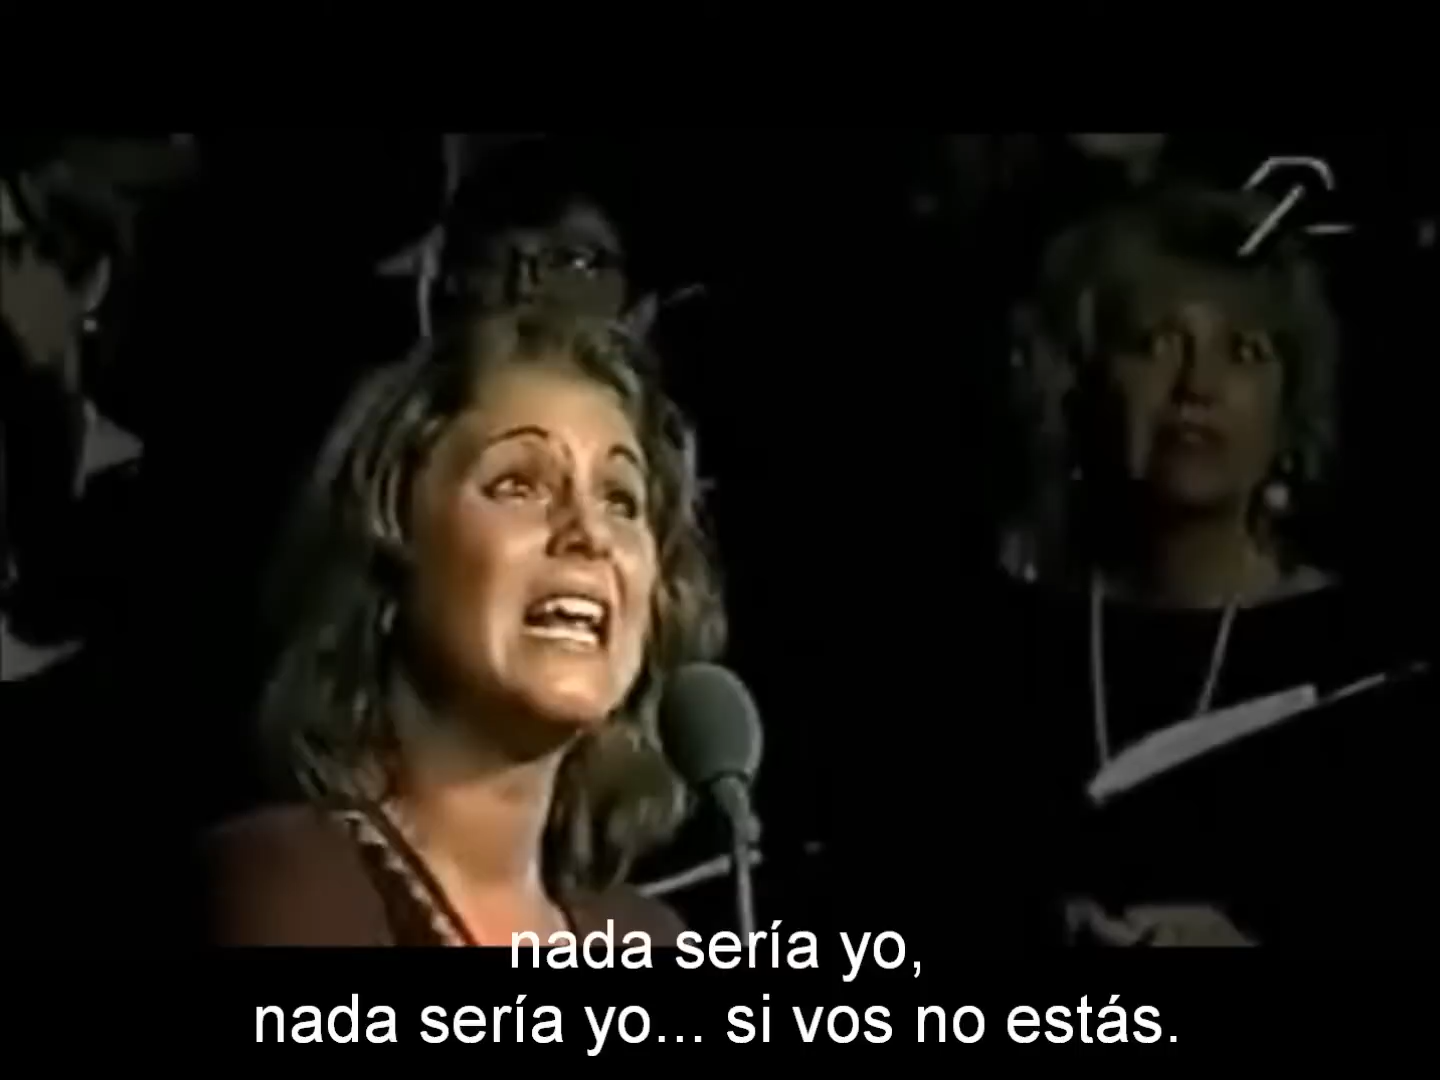 nada sería yo,
nada sería yo... si vos no estás.